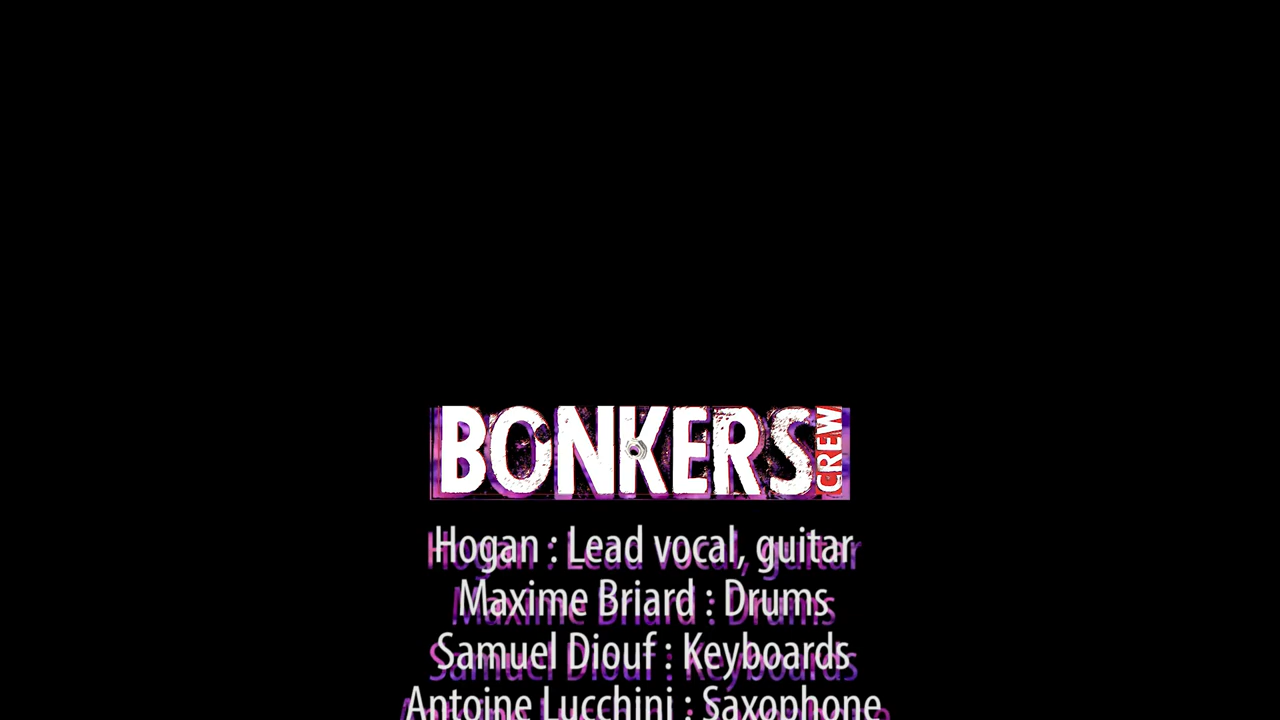 BONKERS CREW
Hogan : Lead vocal, guitar
Maxime Briard : Drums
Samuel Diouf : Keyboards
Antoine Lucchini : Saxophone